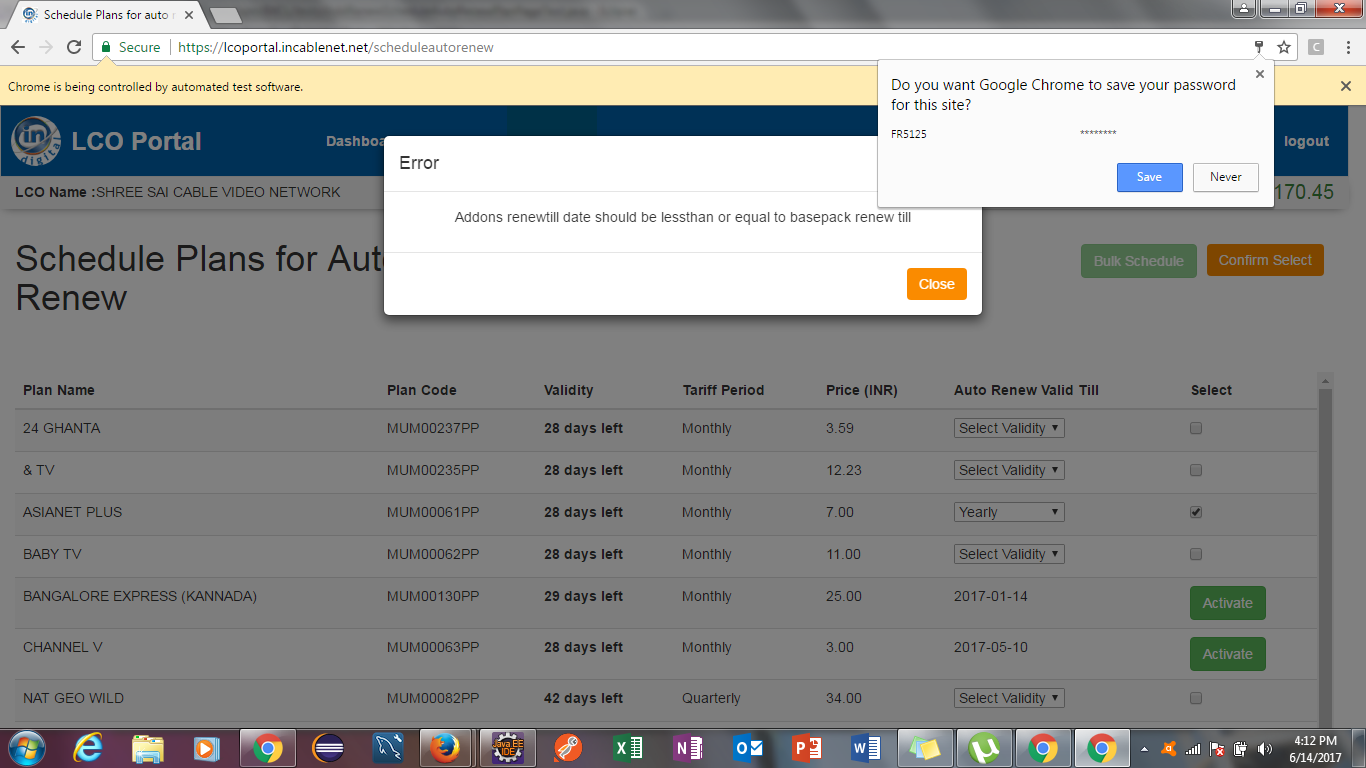 Schedule Plans for auto r
Secure
https://lcoportal.incablenet.net/scheduleautorenew
C
Chrome is being controlled by automated test software.
Do you want Google Chrome to save your password
for this site?
FR5125 ********
Save Never
in
digital
LCO Portal
Dashboa
logout
LCO Name :SHREE SAI CABLE VIDEO NETWORK
170.45
Error
Addons renewtill date should be lessthan or equal to basepack renew till
Close
Schedule Plans for Aut
Renew
Bulk Schedule Confirm Select
Plan Name Plan Code Validity Tariff Period Price (INR) Auto Renew Valid Till Select
24 GHANTA MUM00237PP 28 days left Monthly 3.59 Select Validity
& TV MUM00235PP 28 days left Monthly 12.23 Select Validity
ASIANET PLUS MUM00061PP 28 days left Monthly 7.00 Yearly
BABY TV MUM00062PP 28 days left Monthly 11.00 Select Validity
BANGALORE EXPRESS (KANNADA) MUM00130PP 29 days left Monthly 25.00 2017-01-14 Activate
CHANNEL V MUM00063PP 28 days left Monthly 3.00 2017-05-10 Activate
NAT GEO WILD MUM00082PP 42 days left Quarterly 34.00 Select Validity
Java EE
IDE
4:12 PM
6/14/2017